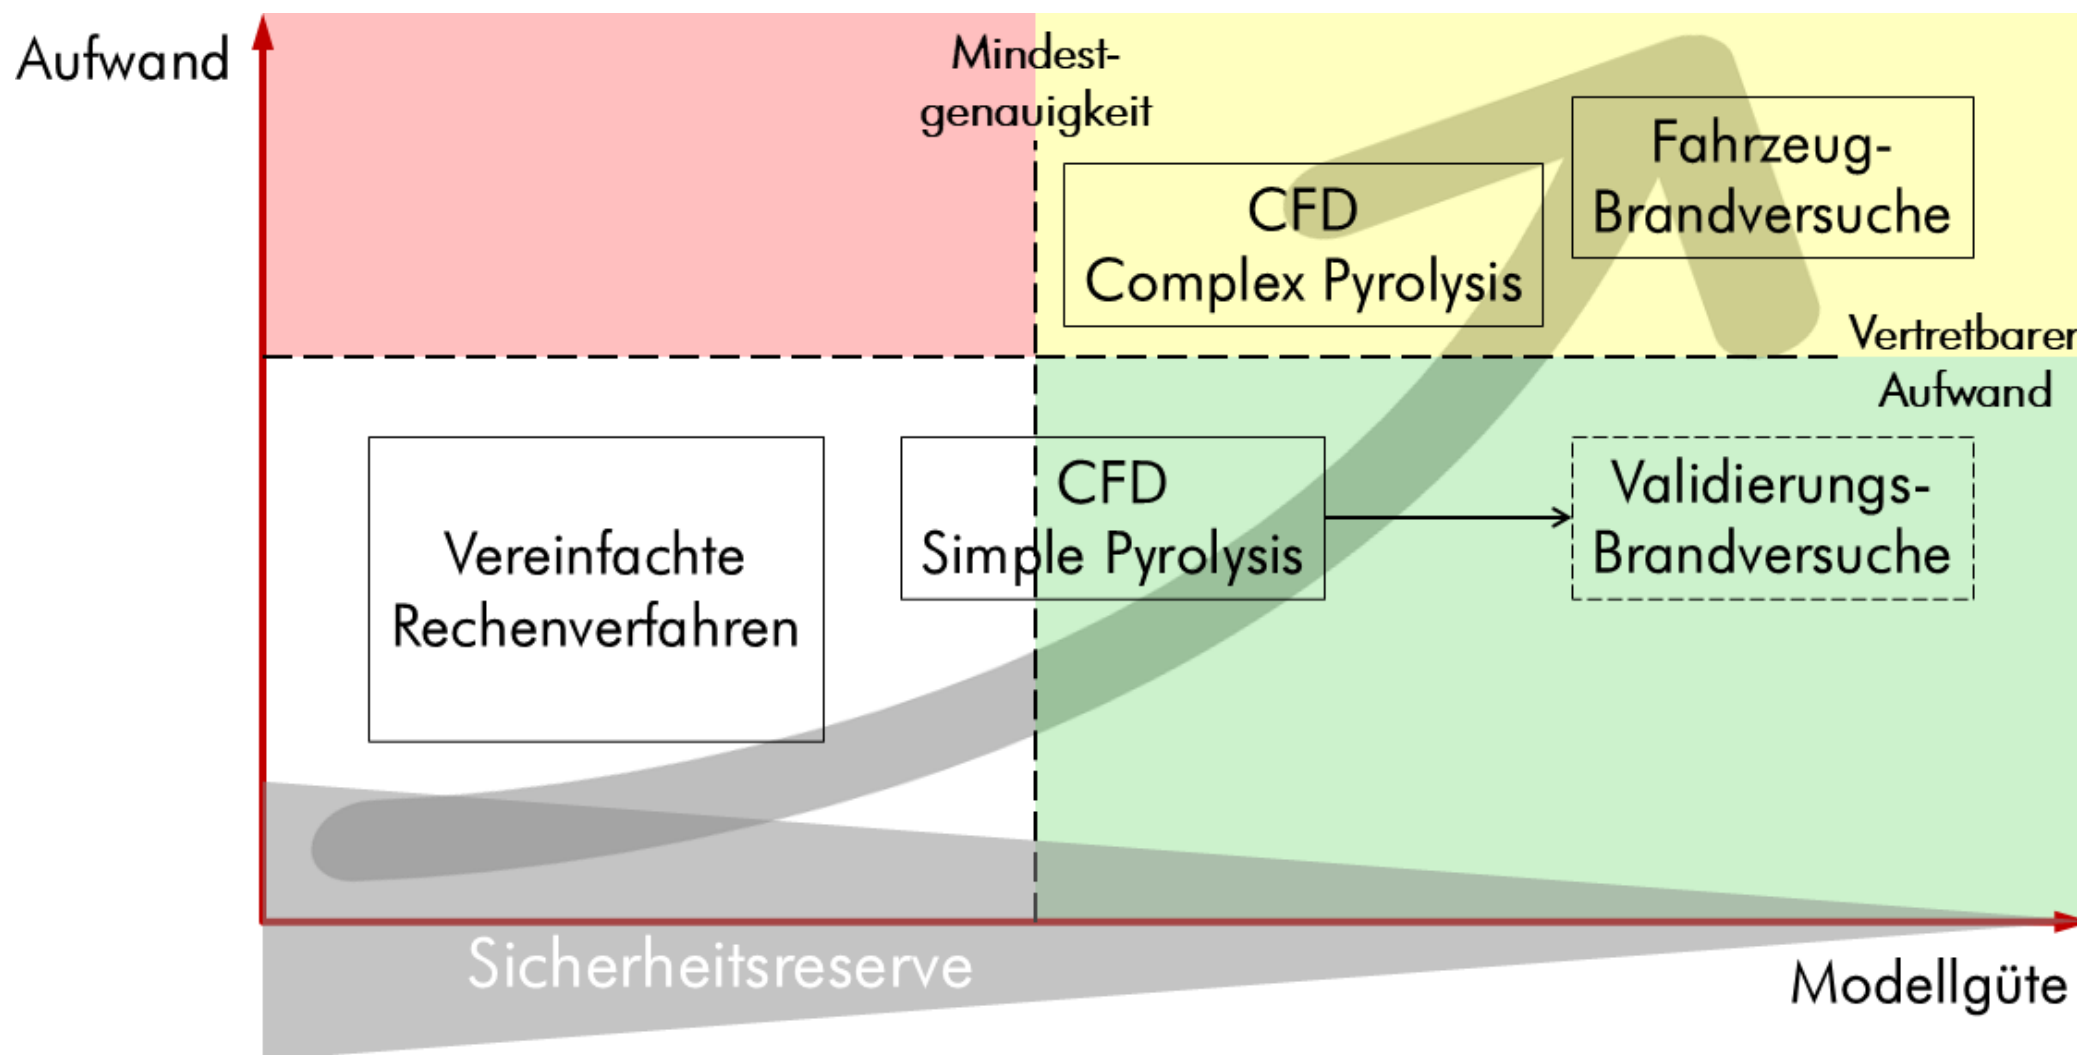 Aufwand
Mindest-
genauigkeit
Fahrzeug-
Brandversuche
CFD
Complex Pyrolysis
Vertretbarer
Aufwand
Vereinfachte
Rechenverfahren
CFD
Simple Pyrolysis
Validierungs-
Brandversuche
Sicherheitsreserve
Modellgüte